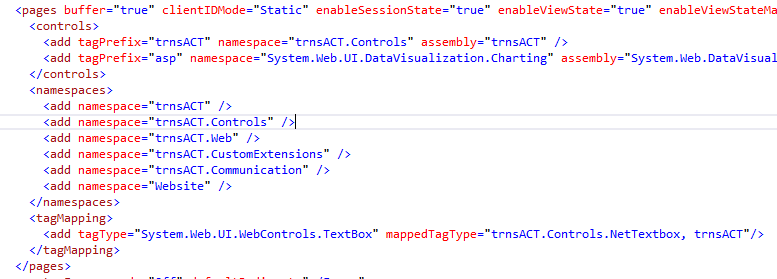 <pages buffer="true" clientIDMode="Static" enableSessionState="true" enableViewState="true" enableViewStateMa
<controls>
<add tagPrefix="trnsACT" namespace="trnsACT.Controls" assembly="trnsACT" />
<add tagPrefix="asp" namespace="System.Web.UI.DataVisualization.Charting" assembly="System.Web.DataVisual
</controls>
<namespaces>
<add namespace="trnsACT" />
<add namespace="trnsACT.Controls" />
<add namespace="trnsACT.Web" />
<add namespace="trnsACT.CustomExtensions" />
<add namespace="trnsACT.Communication" />
<add namespace="Website" />
</namespaces>
<tagMapping>
<add tagType="System.Web.UI.WebControls.TextBox" mappedTagType="trnsACT.Controls.NetTextbox, trnsACT"/>
</tagMapping>
</pages>